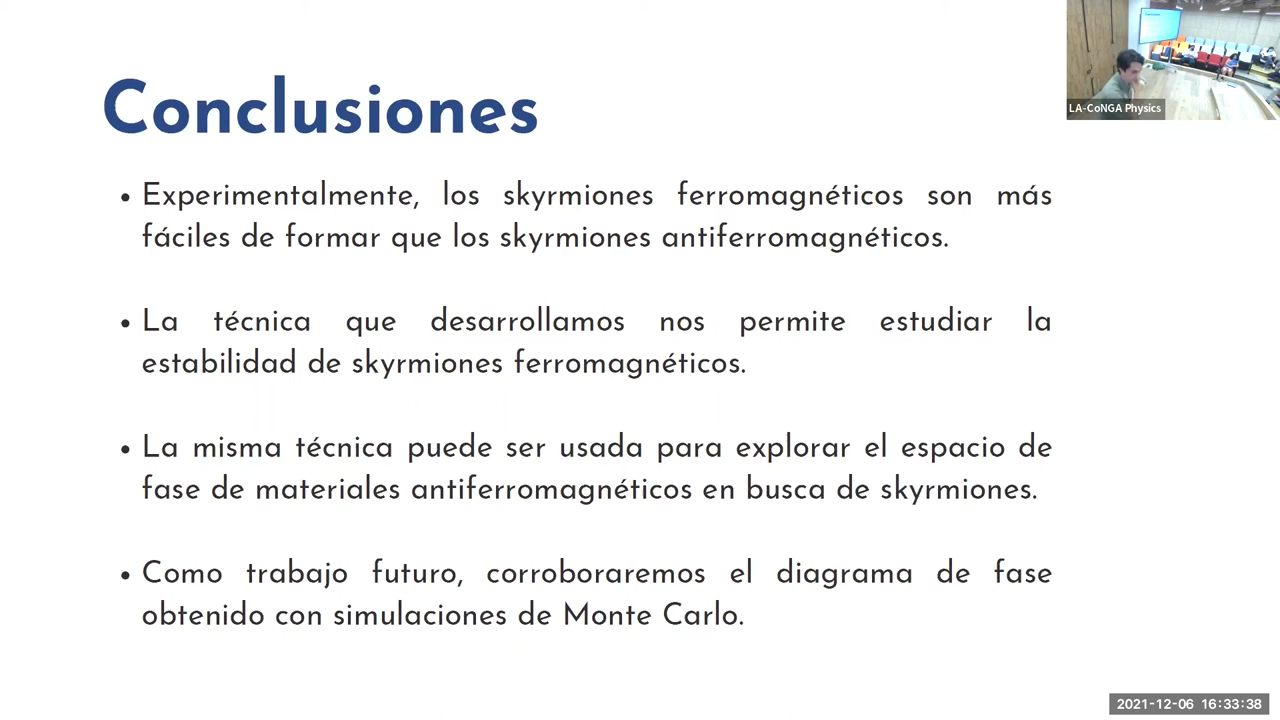 Conclusiones
LA-CoNGA Physics
• Experimentalmente, los skyrmiones ferromagnéticos son más
fáciles de formar que los skyrmiones antiferromagnéticos.
• La técnica que desarrollamos nos permite estudiar la
estabilidad de skyrmiones ferromagnéticos.
• La misma técnica puede ser usada para explorar el espacio de
fase de materiales antiferromagnéticos en busca de skyrmiones.
• Como trabajo futuro, corroboraremos el diagrama de fase
obtenido con simulaciones de Monte Carlo.
2021-12-06 16:33:38